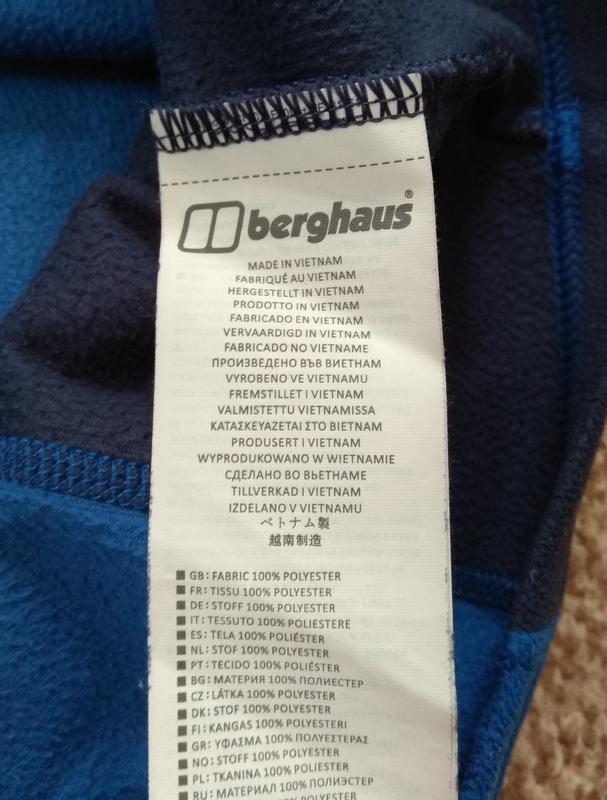 berghaus®
MADE IN VIETNAM
FABRIQUÉ AU VIETNAM
HERGESTELLT IN VIETNAM
PRODOTTO IN VIETNAM
FABRICADO EN VIETNAM
VERVAARDIGD IN VIETNAM
FABRICADO NO VIETNAME
ПРОИЗВЕДЕНО ВЪВ ВИЕТНАМ
VYROBENO VE VIETNAMU
FREMSTILLET I VIETNAM
VALMISTETTU VIETNAMISSA
ΚΑΤΑΣΚΕΥΑΖΕΤΑΙ ΣΤΟ ΒΙΕΤΝΑΜ
PRODUSERT I VIETNAM
WYPRODUKOWANO W WIETNAMIE
СДЕЛАНО ВО ВЬЕТНАМЕ
TILLVERKAD I VIETNAM
IZDELANO V VIETNAMU
ベトナム製
越南制造
GB: FABRIC 100% POLYESTER
FR: TISSU 100% POLYESTER
DE: STOFF 100% POLYESTER
IT: TESSUTO 100% POLIESTERE
ES: TELA 100% POLIÉSTER
NL: STOF 100% POLYESTER
PT: TECIDO 100% POLIÉSTER
BG: МАТЕРИЯ 100% ПОЛИЕСТЕР
CZ: LÁTKA 100% POLYESTER
DK: STOF 100% POLYESTER
FI: KANGAS 100% POLYESTERI
GR: ΥΦΑΣΜΑ 100% ΠΟΛΥΕΣΤΕΡΑΣ
NO: STOFF 100% POLYESTER
PL: TKANINA 100% POLIESTER
RU: МАТЕРИАЛ 100% ПОЛИЭСТЕР